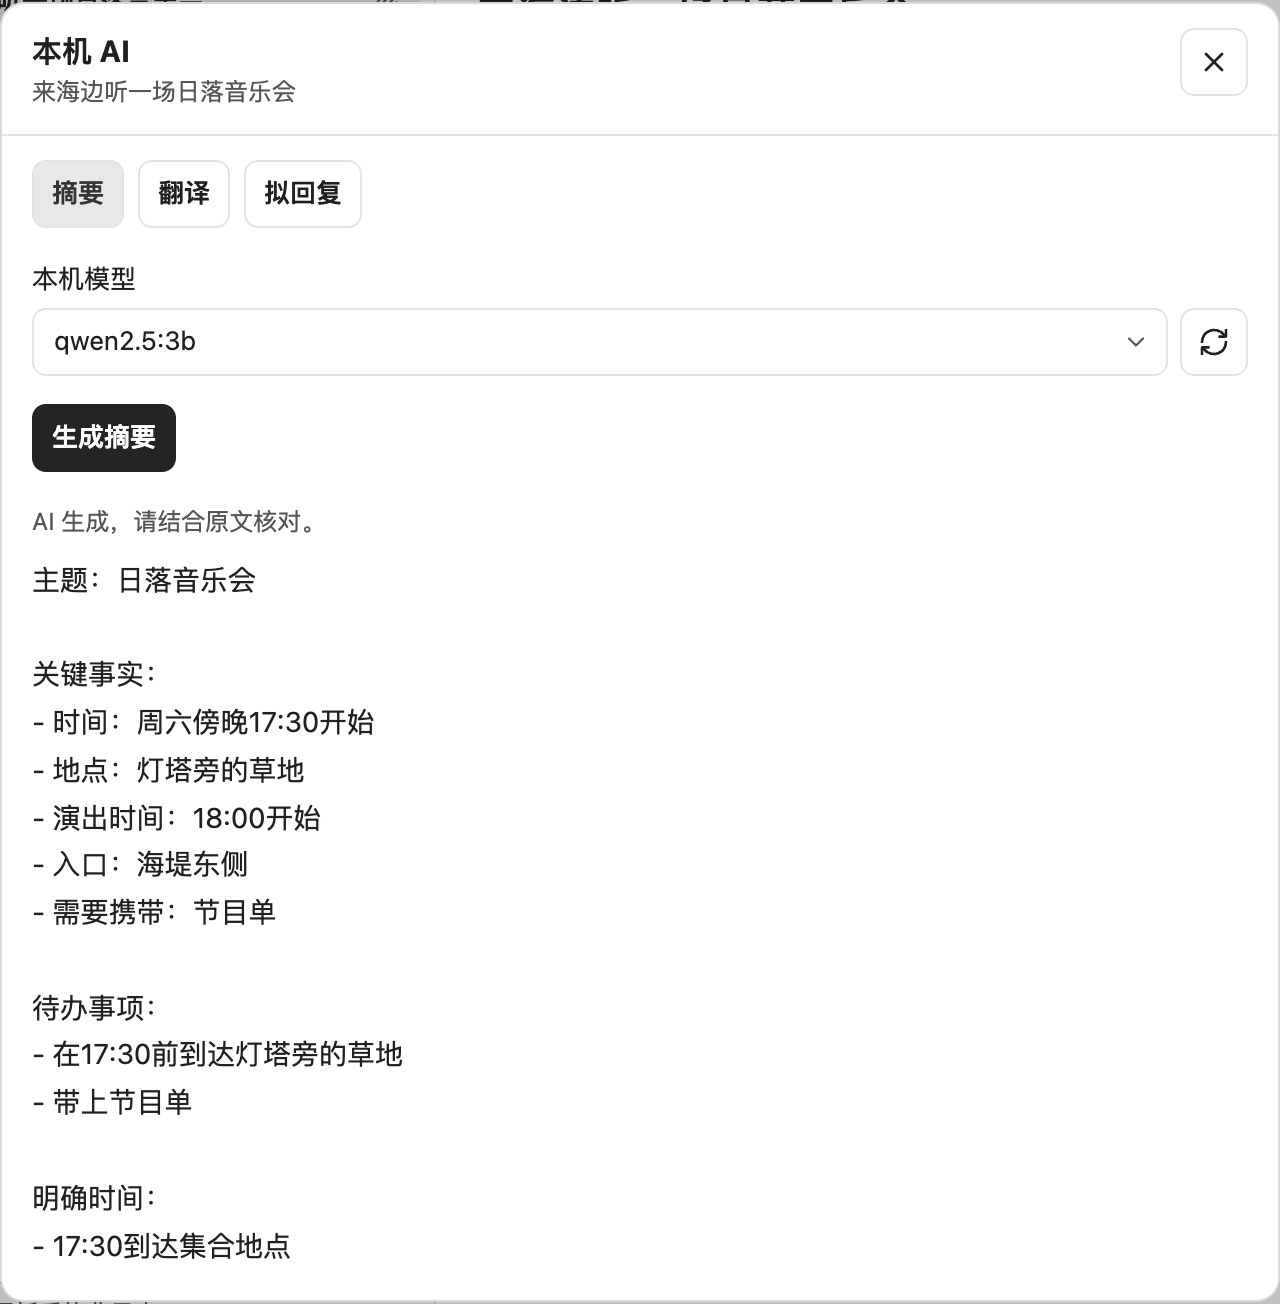 本机 AI
来海边听一场日落音乐会
摘要
翻译
拟回复
本机模型
qwen2.5:3b
生成摘要
AI 生成，请结合原文核对。
主题：日落音乐会
关键事实：
- 时间：周六傍晚17:30开始
- 地点：灯塔旁的草地
- 演出时间：18:00开始
- 入口：海堤东侧
- 需要携带：节目单
待办事项：
- 在17:30前到达灯塔旁的草地
- 带上节目单
明确时间：
- 17:30到达集合地点